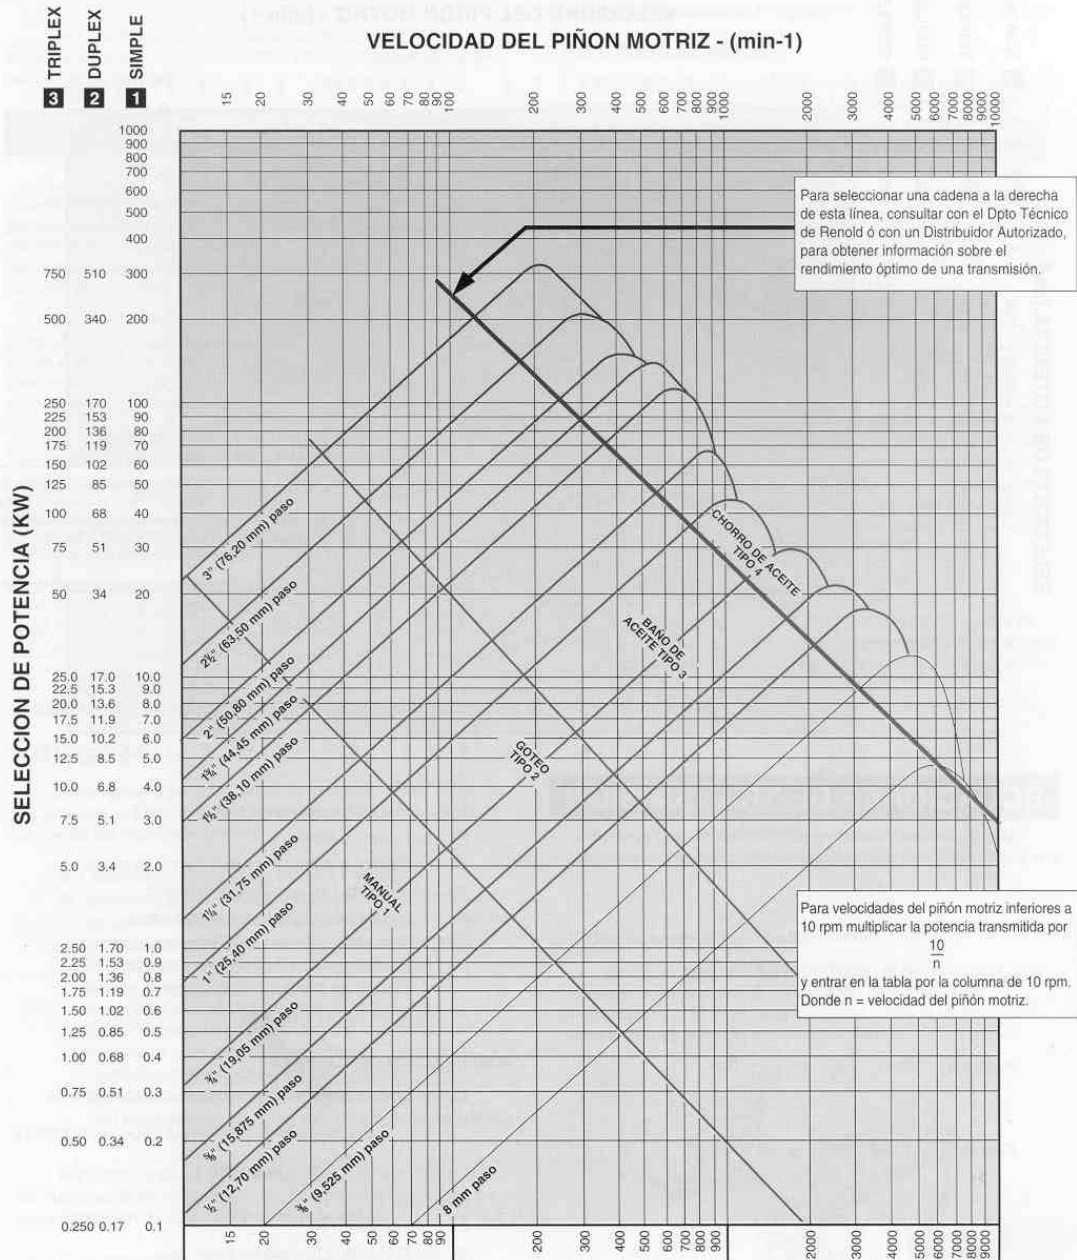 VELOCIDAD DEL PIÑON MOTRIZ - (min-1)
TRIPLEX DUPLEX SIMPLE
3 2 1
15 20 30 40 50 60 70 80 90 100 200 300 400 500 600 700 800 900 1000 2000 3000 4000 5000 6000 7000 8000 9000 10000
SELECCION DE POTENCIA (KW)
1000
900
800
700
600
500
400
750 510 300
500 340 200
250 170 100
225 153 90
200 136 80
175 119 70
150 102 60
125 85 50
100 68 40
75 51 30
50 34 20
25.0 17.0 10.0
22.5 15.3 9.0
20.0 13.6 8.0
17.5 11.9 7.0
15.0 10.2 6.0
12.5 8.5 5.0
10.0 6.8 4.0
7.5 5.1 3.0
5.0 3.4 2.0
2.50 1.70 1.0
2.25 1.53 0.9
2.00 1.36 0.8
1.75 1.19 0.7
1.50 1.02 0.6
1.25 0.85 0.5
1.00 0.68 0.4
0.75 0.51 0.3
0.50 0.34 0.2
0.250 0.17 0.1
Para seleccionar una cadena a la derecha
de esta línea, consultar con el Dpto Técnico
de Renold ó con un Distribuidor Autorizado,
para obtener información sobre el
rendimiento óptimo de una transmisión.
3" (76,20 mm) paso
2½" (63,50 mm) paso
2" (50,80 mm) paso
1¾" (44,45 mm) paso
1½" (38,10 mm) paso
1¼" (31,75 mm) paso
1" (25,40 mm) paso
¾" (19,05 mm) paso
⅝" (15,875 mm) paso
½" (12,70 mm) paso
⅜" (9,525 mm) paso
8 mm paso
CHORRO DE ACEITE
TIPO 4
BAÑO DE
ACEITE TIPO 3
GOTEO
TIPO 2
MANUAL
TIPO 1
Para velocidades del piñón motriz inferiores a
10 rpm multiplicar la potencia transmitida por
10
n
y entrar en la tabla por la columna de 10 rpm.
Donde n = velocidad del piñón motriz.
15 20 30 40 50 60 70 80 90 200 300 400 500 600 700 800 900 2000 3000 4000 5000 6000 7000 8000 9000